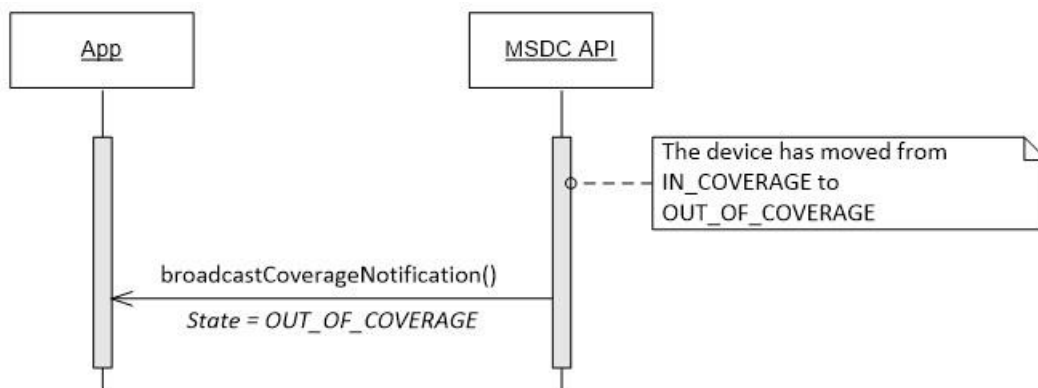 App
MSDC API
The device has moved from
IN_COVERAGE to
OUT_OF_COVERAGE
broadcastCoverageNotification()
State = OUT_OF_COVERAGE